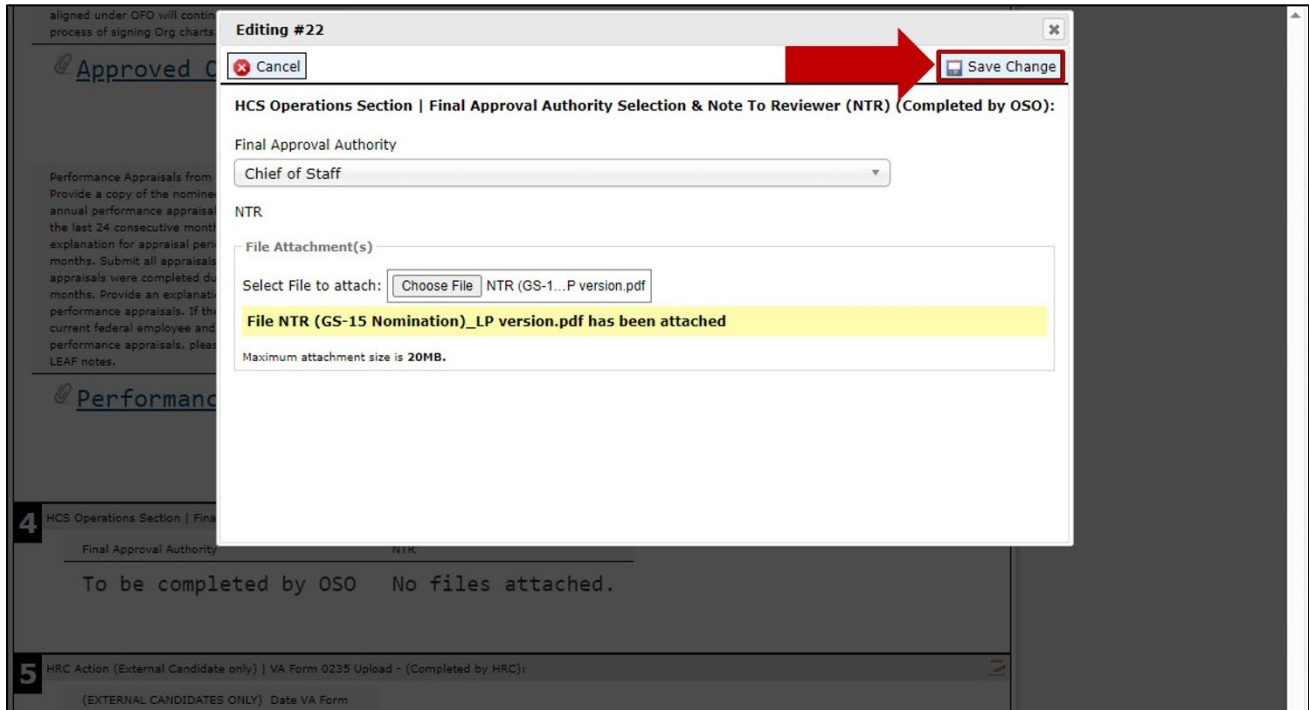 aligned under OFO will contin
process of signing Org charts
Approved C
Editing #22
Cancel
Save Change
HCS Operations Section | Final Approval Authority Selection & Note To Reviewer (NTR) (Completed by OSO):
Final Approval Authority
Chief of Staff
NTR
File Attachment(s)
Select File to attach: Choose File NTR (GS-1...P version.pdf
File NTR (GS-15 Nomination)_LP version.pdf has been attached
Maximum attachment size is 20MB.
Performance Appraisals from
Provide a copy of the nomine
annual performance appraisal
the last 24 consecutive mont
explanation for appraisal peri
months. Submit all appraisals
appraisals were completed du
months. Provide an explanati
performance appraisals. If the
current federal employee and
performance appraisals, pleas
LEAF notes.
Performanc
4 HCS Operations Section | Fina
Final Approval Authority NTR
To be completed by OSO No files attached.
5 HRC Action (External Candidate only) | VA Form 0235 Upload - (Completed by HRC):
(EXTERNAL CANDIDATES ONLY) Date VA Form